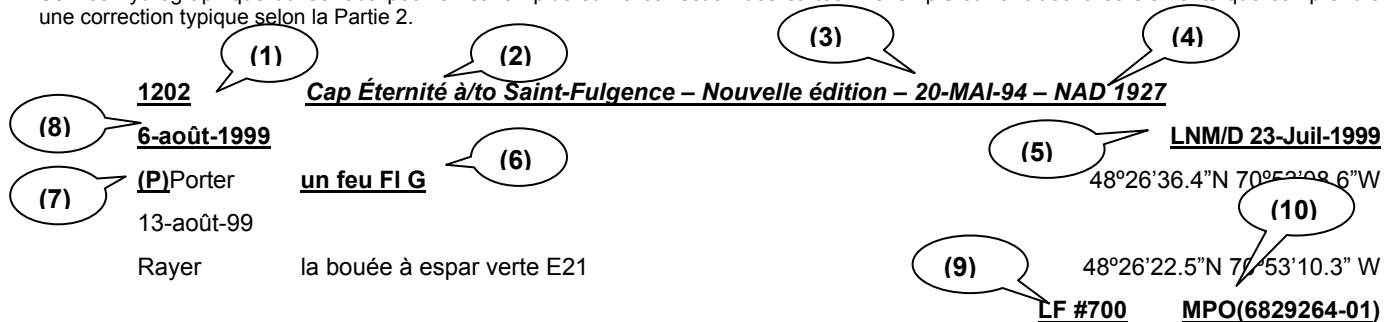 une correction typique selon la Partie 2.
(1) (2) (3) (4)
1202 Cap Éternité à/to Saint-Fulgence – Nouvelle édition – 20-MAI-94 – NAD 1927
(8) 6-août-1999 (5) LNM/D 23-Juil-1999
(7) (P)Porter un feu Fl G (6) 48º26'36.4"N
13-août-99 (10)
Rayer la bouée à espar verte E21 (9) 48º26'22.5"N 70º53'10.3" W
LF #700 MPO(6829264-01)